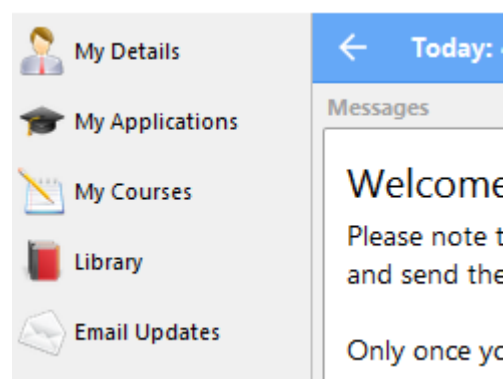 My Details
My Applications
My Courses
Library
Email Updates
Today:
Messages
Welcome
Please note
and send the
Only once